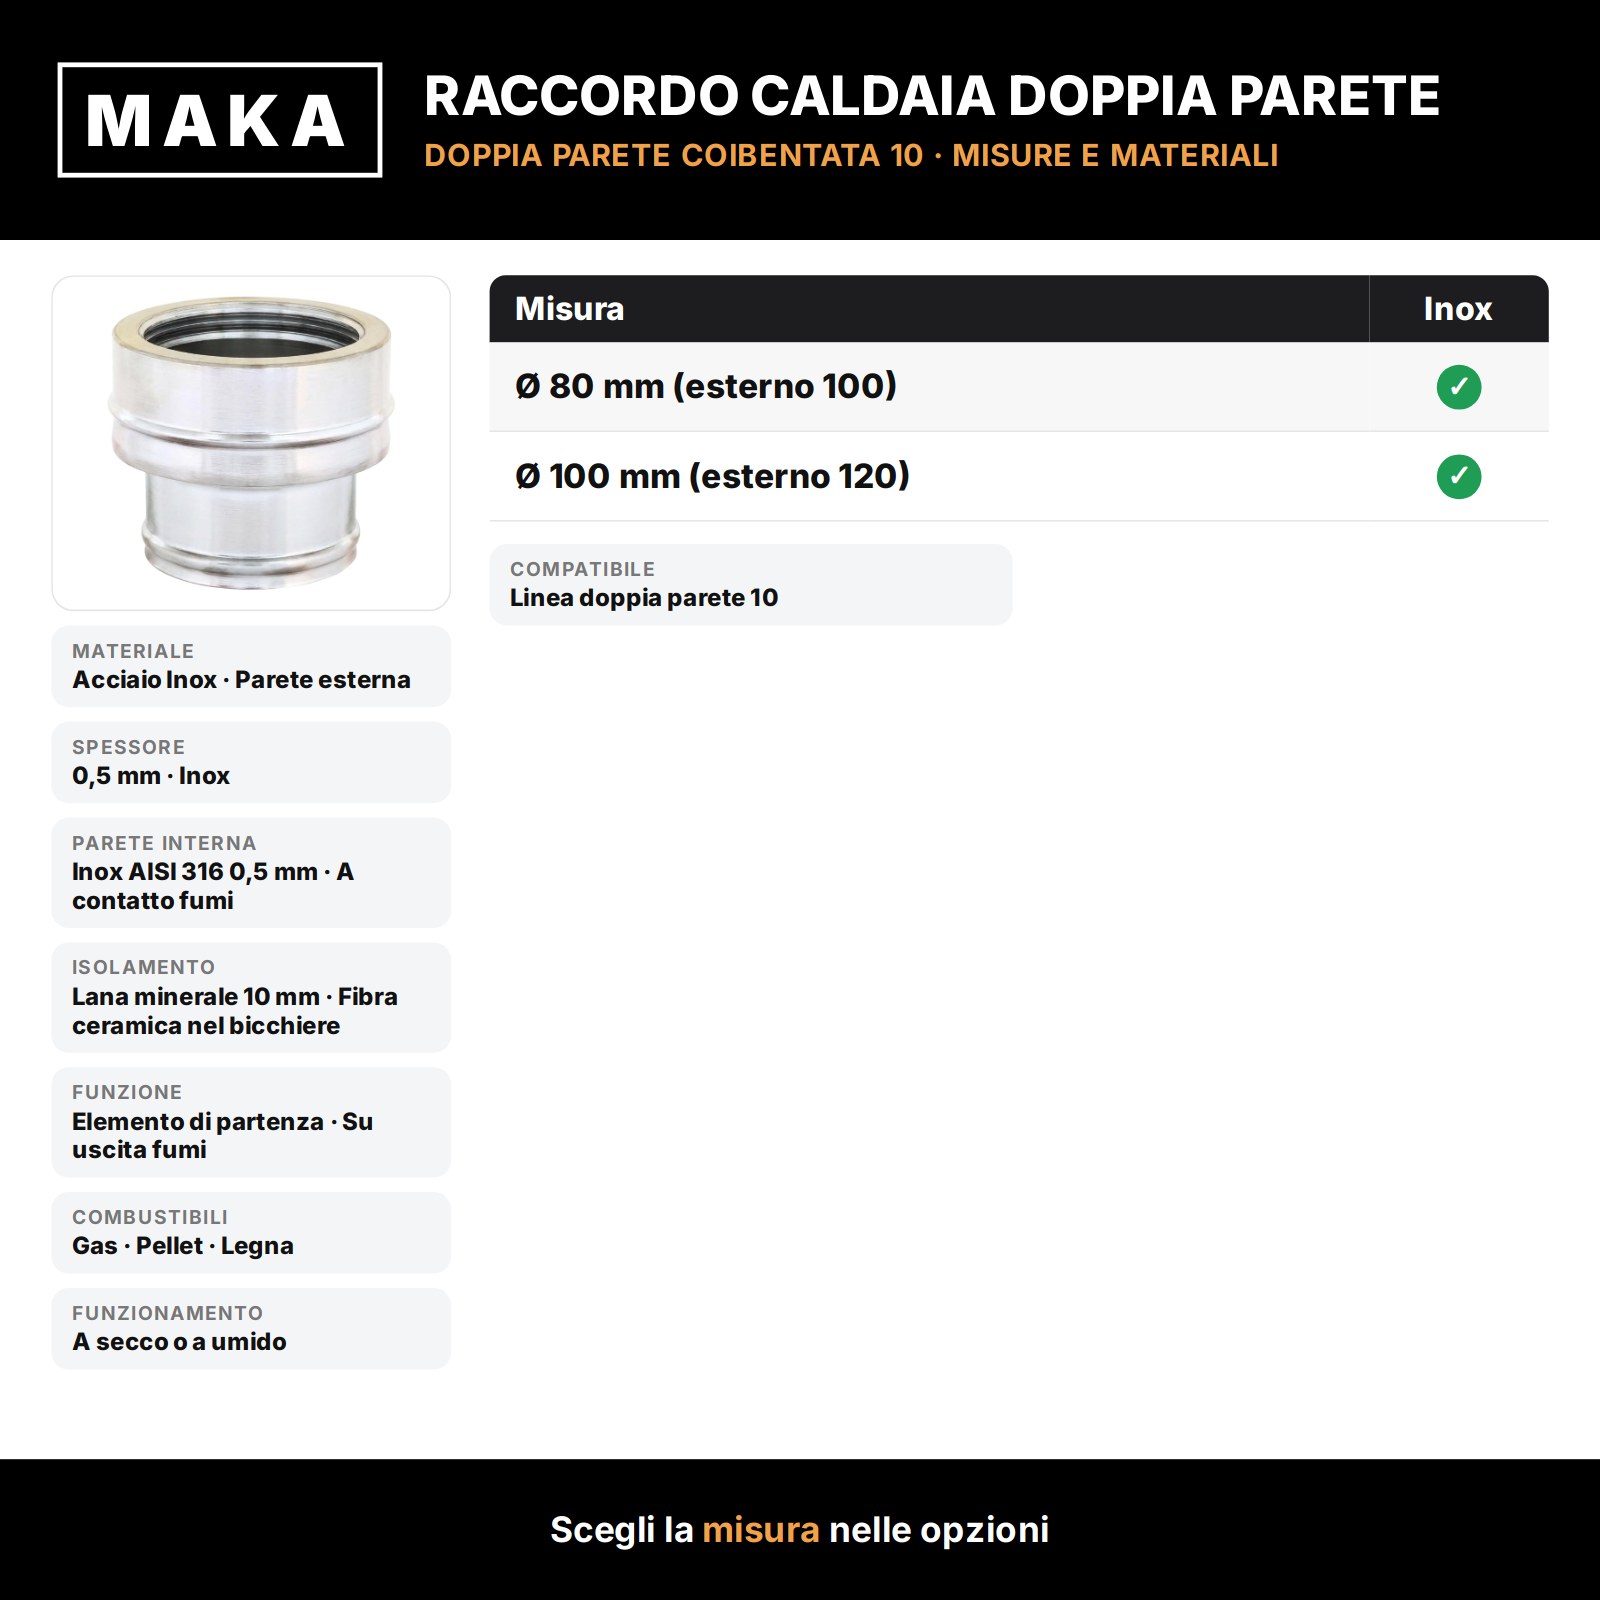 MAKA
RACCORDO CALDAIA DOPPIA PARETE
DOPPIA PARETE COIBENTATA 10 · MISURE E MATERIALI
Misura Inox
Ø 80 mm (esterno 100) ✓
Ø 100 mm (esterno 120) ✓
COMPATIBILE
Linea doppia parete 10
MATERIALE
Acciaio Inox · Parete esterna
SPESSORE
0,5 mm · Inox
PARETE INTERNA
Inox AISI 316 0,5 mm · A
contatto fumi
ISOLAMENTO
Lana minerale 10 mm · Fibra
ceramica nel bicchiere
FUNZIONE
Elemento di partenza · Su
uscita fumi
COMBUSTIBILI
Gas · Pellet · Legna
FUNZIONAMENTO
A secco o a umido
Scegli la misura nelle opzioni